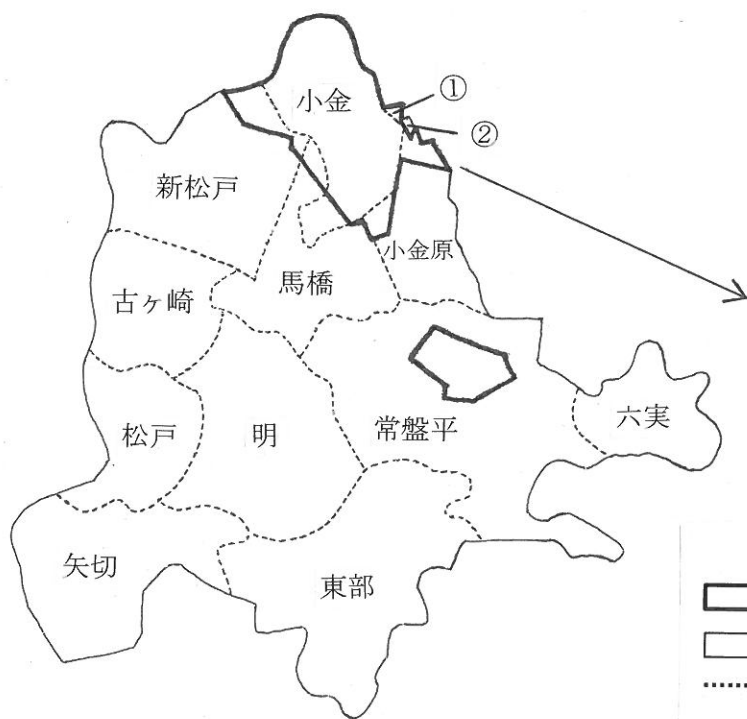 小金
①
②
新松戸
小金原
馬橋
古ヶ崎
松戸
明
常盤平
六実
矢切
東部